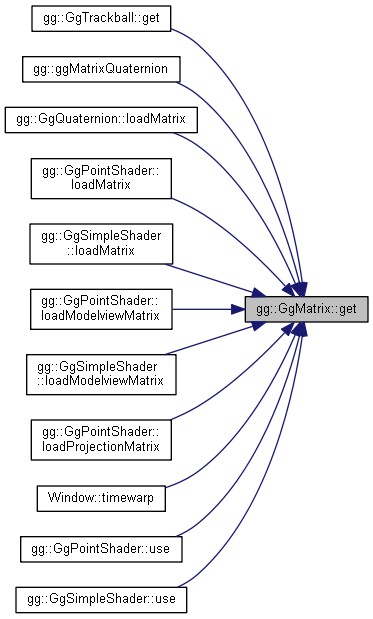 gg::GgTrackball::get
gg::ggMatrixQuaternion
gg::GgQuaternion::loadMatrix
gg::GgPointShader::
loadMatrix
gg::GgSimpleShader
::loadMatrix
gg::GgMatrix::get
gg::GgPointShader::
loadModelviewMatrix
gg::GgSimpleShader
::loadModelviewMatrix
gg::GgPointShader::
loadProjectionMatrix
Window::timewarp
gg::GgPointShader::use
gg::GgSimpleShader::use